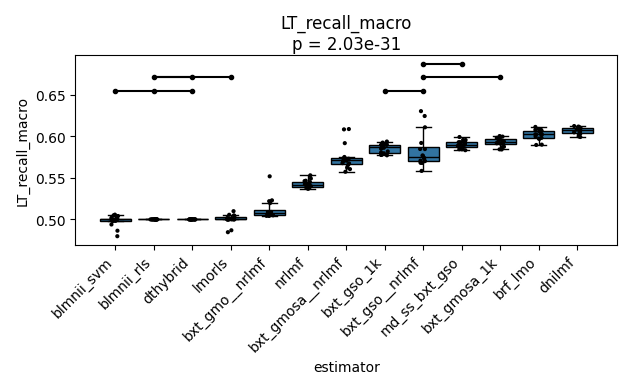 LT_recall_macro
p = 2.03e-31
LT_recall_macro
0.65
0.60
0.55
0.50
blmnii_svm
blmnii_rls
dthybrid
lmorls
bxt_gmo__nrlmf
nrlmf
bxt_gmosa__nrlmf
bxt_gso_1k
bxt_gso__nrlmf
md_ss_bxt_gso
bxt_gmosa_1k
brf_lmo
dnilmf
estimator